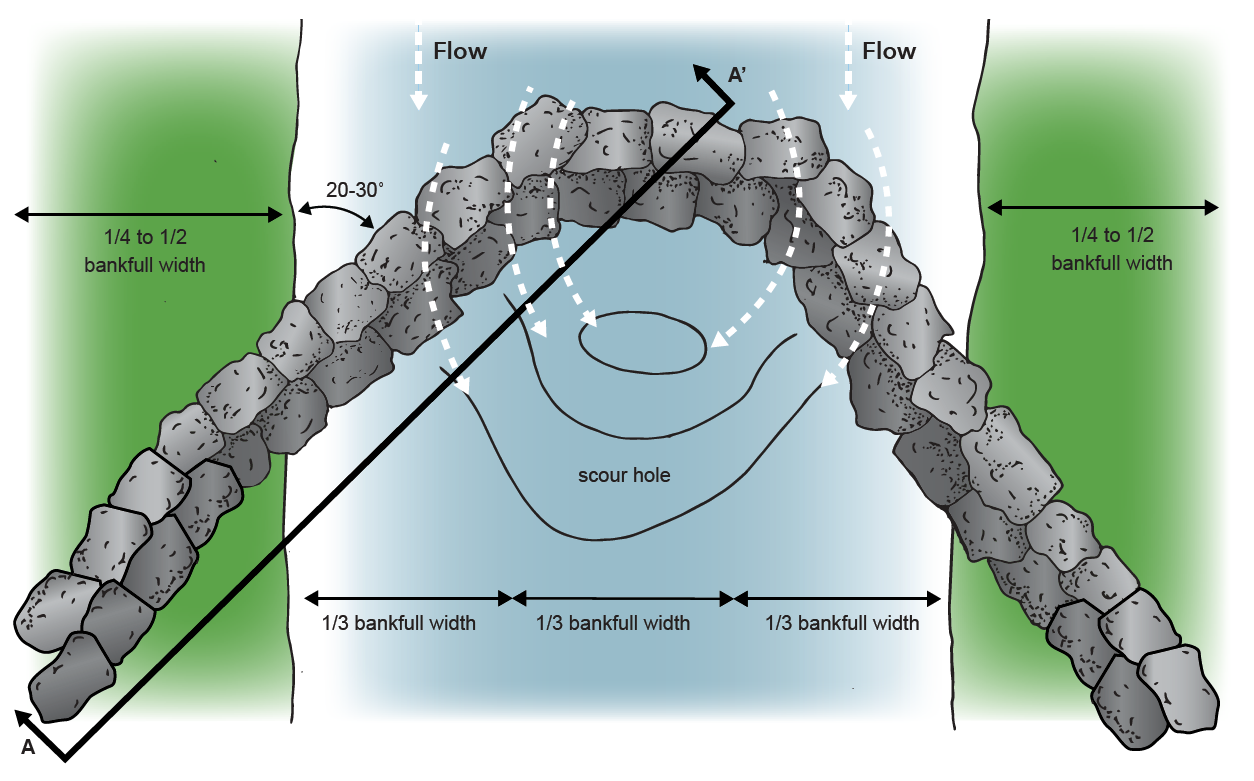 Flow
Flow
A’
20-30°
1/4 to 1/2
bankfull width
1/4 to 1/2
bankfull width
scour hole
1/3 bankfull width
1/3 bankfull width
1/3 bankfull width
A